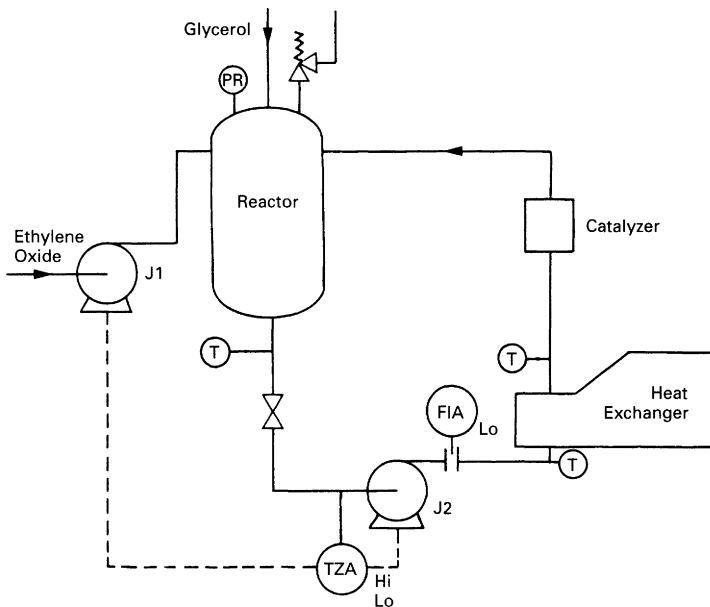 Glycerol
PR
Reactor
Ethylene
Oxide
J1
Catalyzer
T
T
Heat
Exchanger
FIA
Lo
T
J2
TZA
Hi
Lo